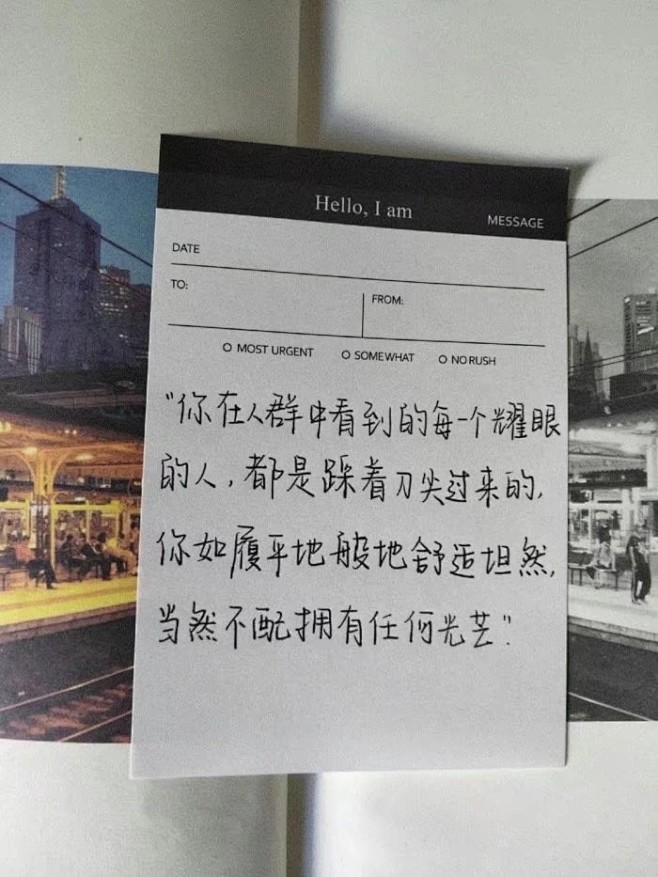 Hello, I am
MESSAGE
DATE
TO:
FROM:
O MOST URGENT O SOMEWHAT O NO RUSH
“你在人群中看到的每一个耀眼
的人，都是踩着刀尖过来的，
你如履平地般地舒适坦然，
当然不配拥有任何光芒”